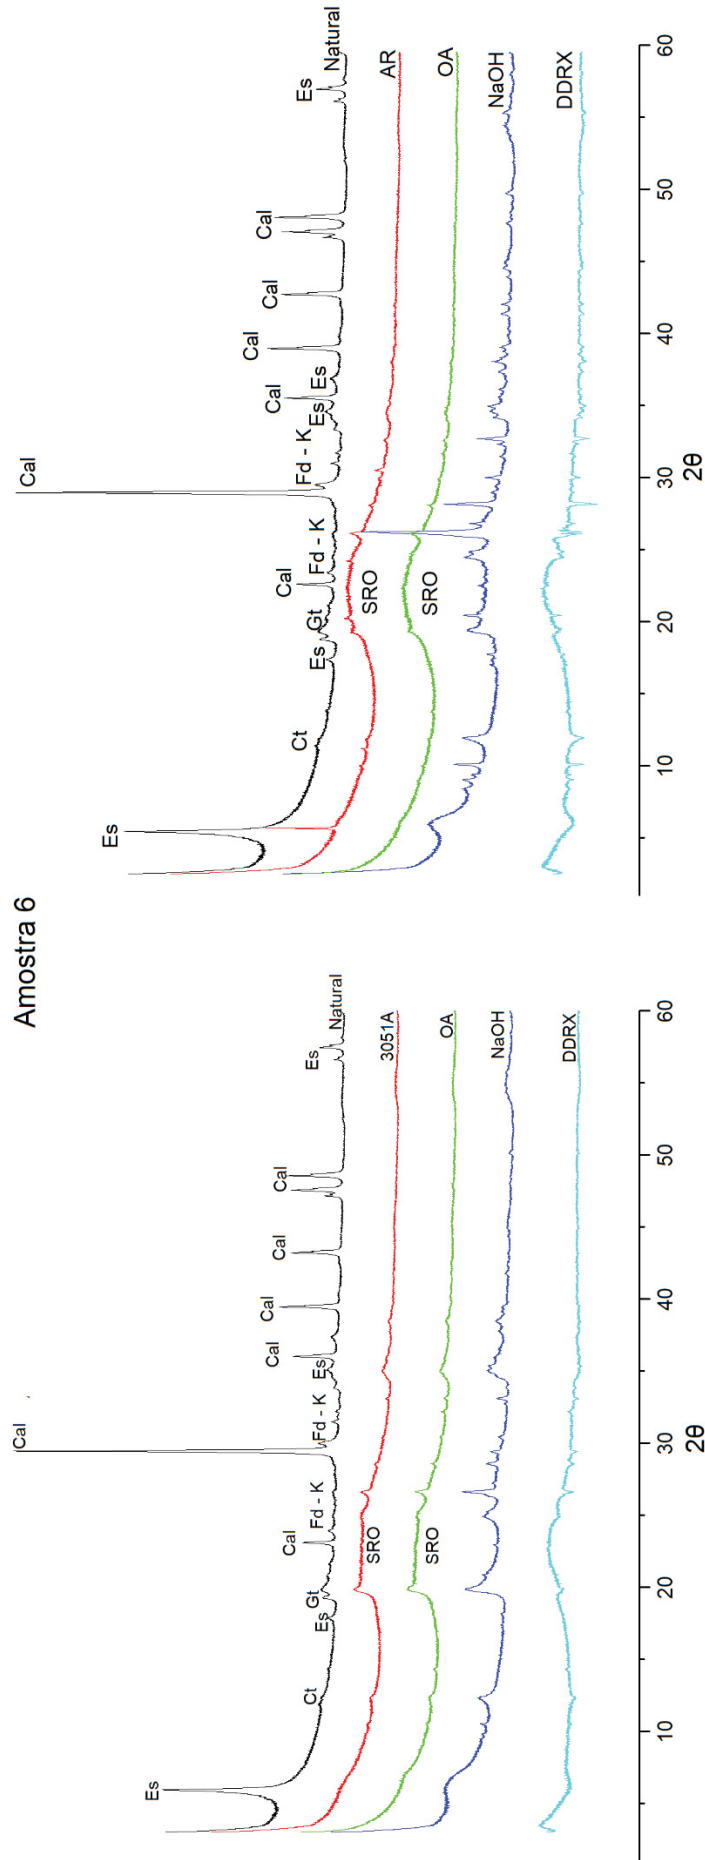 Amostra 6
Es
Ct
Es
Gt
Cal
Fd - K
Cal
Fd - K
Es
Cal
Cal
Cal
Cal
Es
Natural
SRO
3051A
SRO
OA
NaOH
DDRX
10
20
30
40
50
60
2θ
Es
Ct
Es
Gt
Cal
Fd - K
Cal
Fd - K
Es
Cal
Es
Cal
Cal
Cal
Es
Natural
SRO
AR
SRO
OA
NaOH
DDRX
10
20
30
40
50
60
2θ